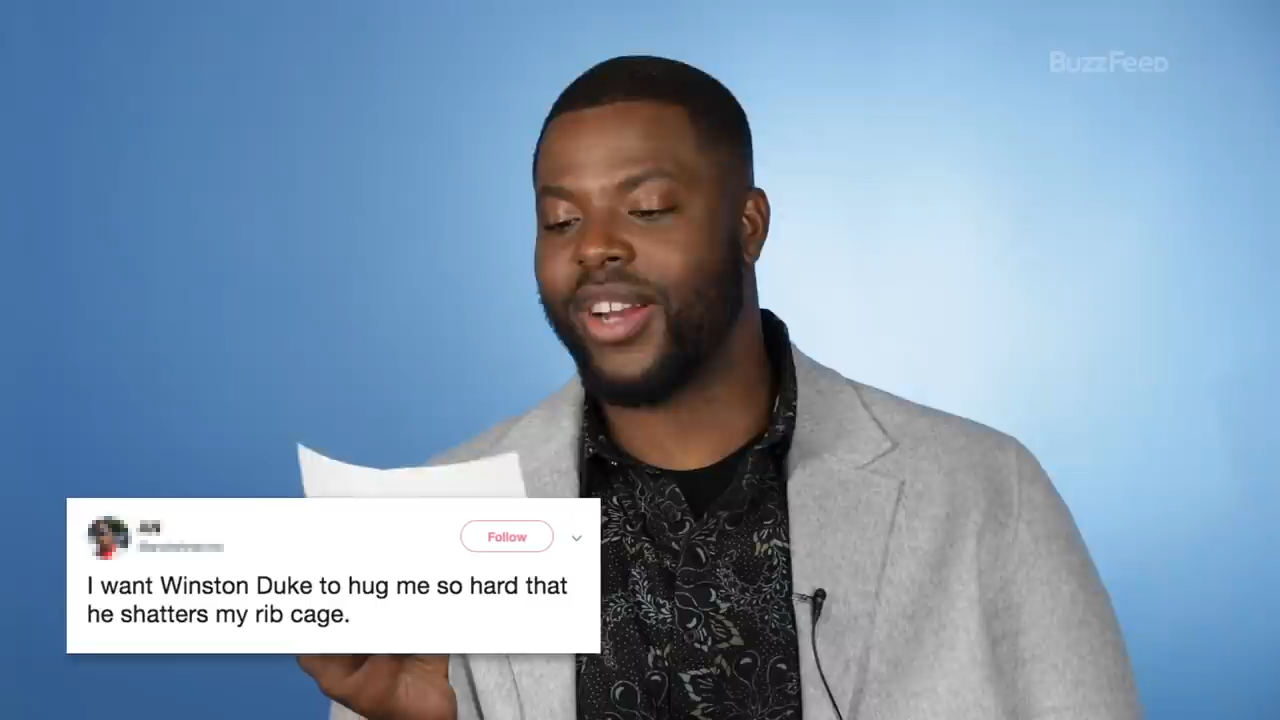 BuzzFeed
Follow
I want Winston Duke to hug me so hard that
he shatters my rib cage.